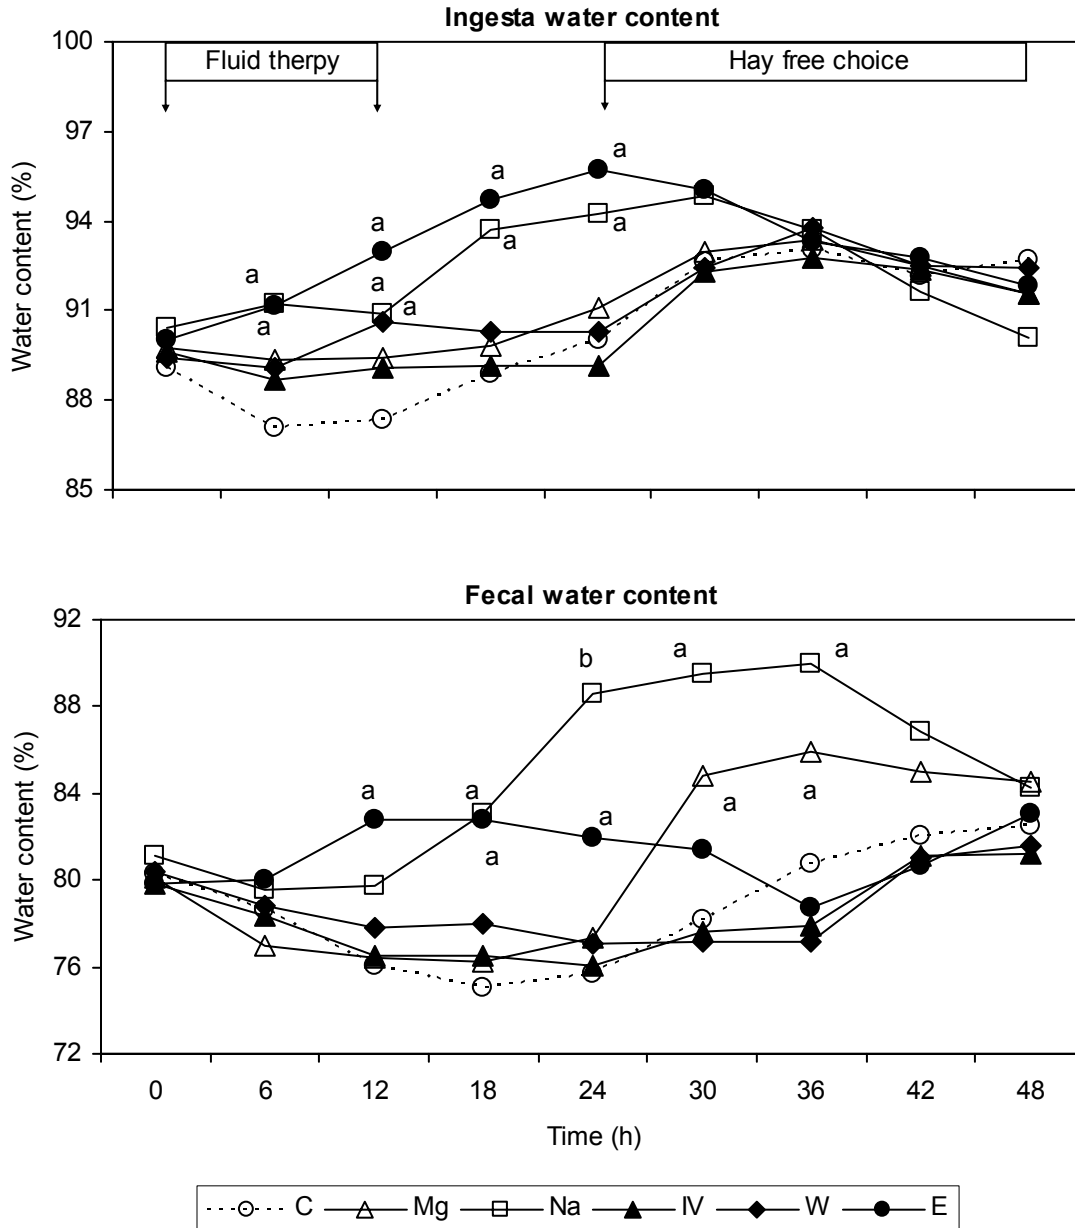 Ingesta water content
100
Fluid therpy
Hay free choice
97
a
a
94
a
a
a
a
a
91
a
a
88
85
Water content (%)
Fecal water content
92
b
a
a
88
84
a
a
a
a
a
a
80
76
72
Water content (%)
0 6 12 18 24 30 36 42 48
Time (h)
C Mg Na IV W E